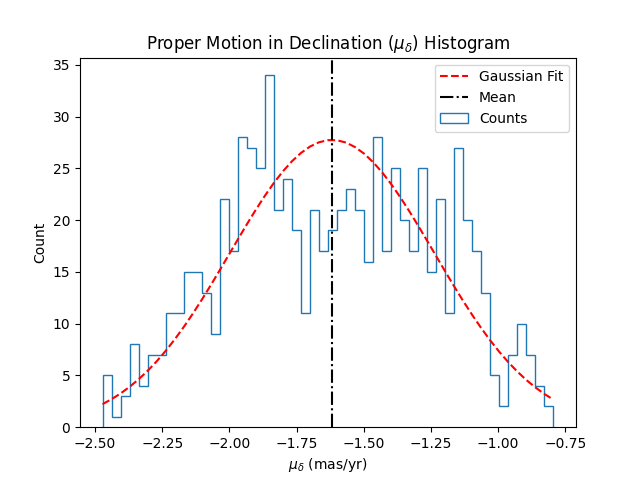 Proper Motion in Declination (μδ) Histogram
35
30
25
20
15
10
5
0
Count
Gaussian Fit
Mean
Counts
−2.50 −2.25 −2.00 −1.75 −1.50 −1.25 −1.00 −0.75
μδ (mas/yr)